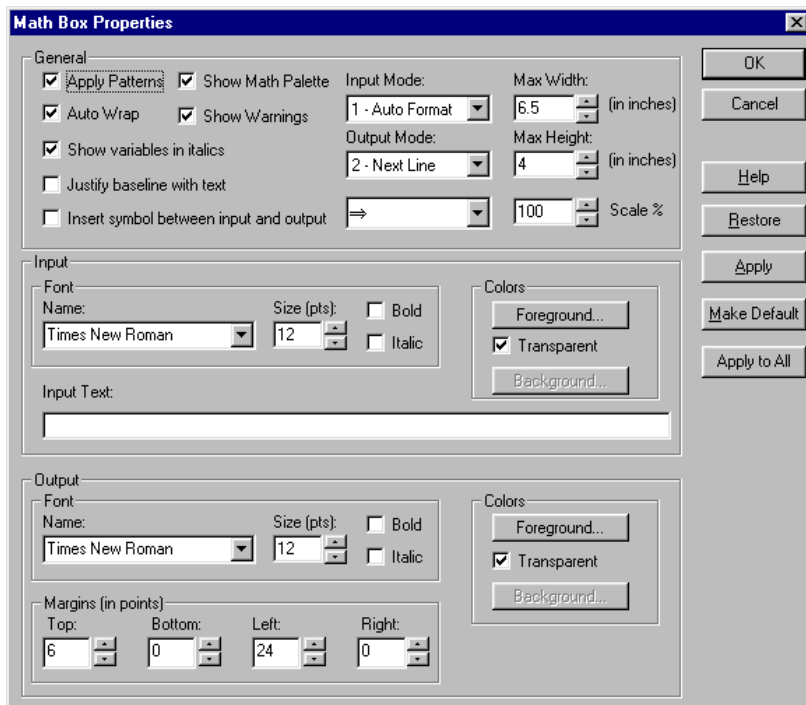 Math Box Properties
General
Apply Patterns
Show Math Palette
Input Mode:
Max Width:
Auto Wrap
Show Warnings
1 - Auto Format
6.5
(in inches)
Output Mode:
Max Height:
Show variables in italics
2 - Next Line
4
(in inches)
Justify baseline with text
Insert symbol between input and output
⇒
100
Scale %
OK
Cancel
Help
Restore
Apply
Make Default
Apply to All
Input
Font
Name:
Size (pts):
Bold
Times New Roman
12
Italic
Colors
Foreground...
Transparent
Background...
Input Text:
Output
Font
Name:
Size (pts):
Bold
Times New Roman
12
Italic
Colors
Foreground...
Transparent
Background...
Margins (in points)
Top:
Bottom:
Left:
Right:
6
0
24
0